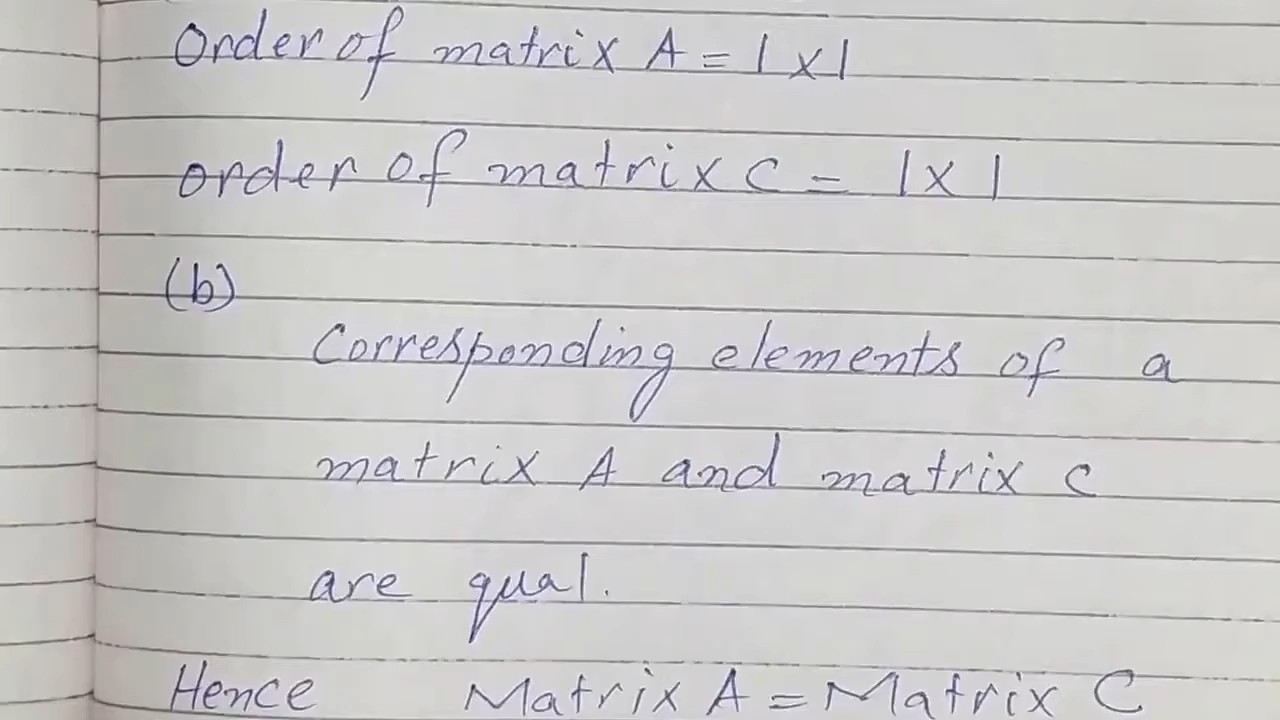 Order of matrix A = 1 x 1
order of matrix C = 1 x 1
(b)
Corresponding elements of a
matrix A and matrix C
are qual.
Hence Matrix A = Matrix C